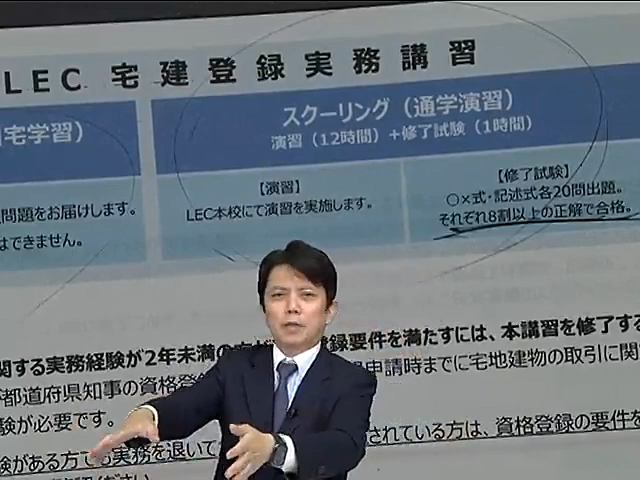 LEC 宅建登録実務講習
宅学習）
スクーリング（通学演習）
演習（12時間）＋修了試験（1時間）
問題をお届けします。
はできません。
【演習】
LEC本校にて演習を実施します。
【修了試験】
○×式・記述式各20問出題。
それぞれ8割以上の正解で合格。
関する実務経験が2年未満の 録要件を満たすには、本講習を修了する
都道府県知事の資格登 申請時までに宅地建物の取引に関
験が必要です。
験がある方でも実務を退いて されている方は、資格登録の要件を
ださい